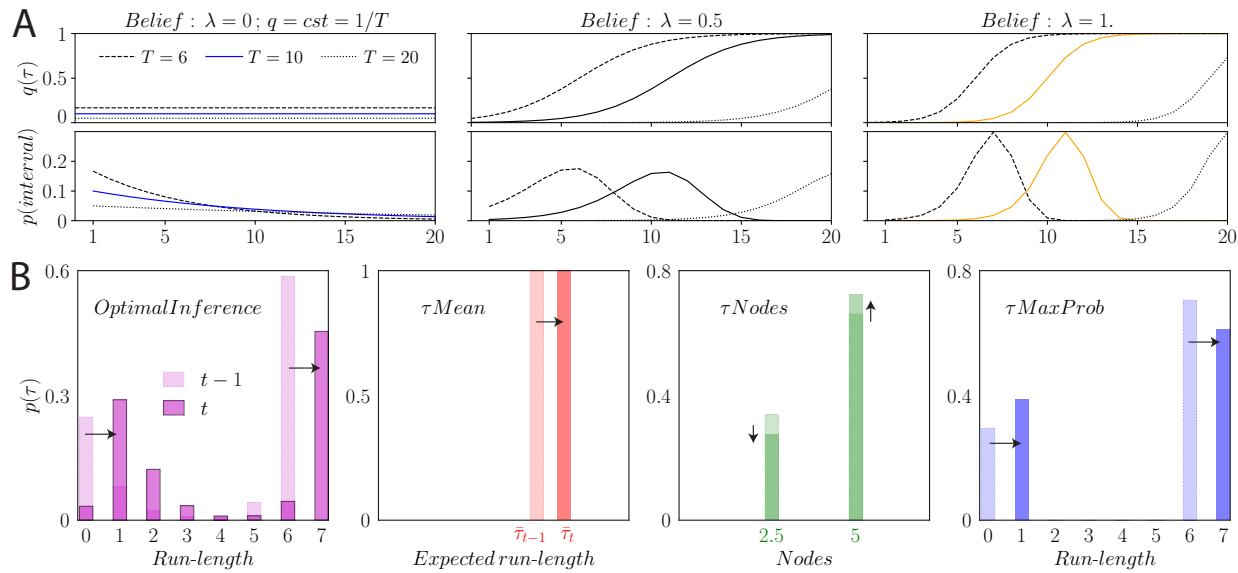 A
Belief : λ = 0 ; q = cst = 1/T
Belief : λ = 0.5
Belief : λ = 1.
q(τ)
1
0.5
0
T = 6
T = 10
T = 20
p(interval)
0.2
0.1
0
1 5 10 15 20
1 5 10 15 20
1 5 10 15 20
B
p(τ)
0.6
0.3
0
OptimalInference
t − 1
t
0 1 2 3 4 5 6 7
Run-length
1
0.5
0
τMean
τ̄t−1 τ̄t
Expected run-length
0.8
0.4
0
τNodes
2.5 5
Nodes
0.8
0.4
0
τMaxProb
0 1 2 3 4 5 6 7
Run-length